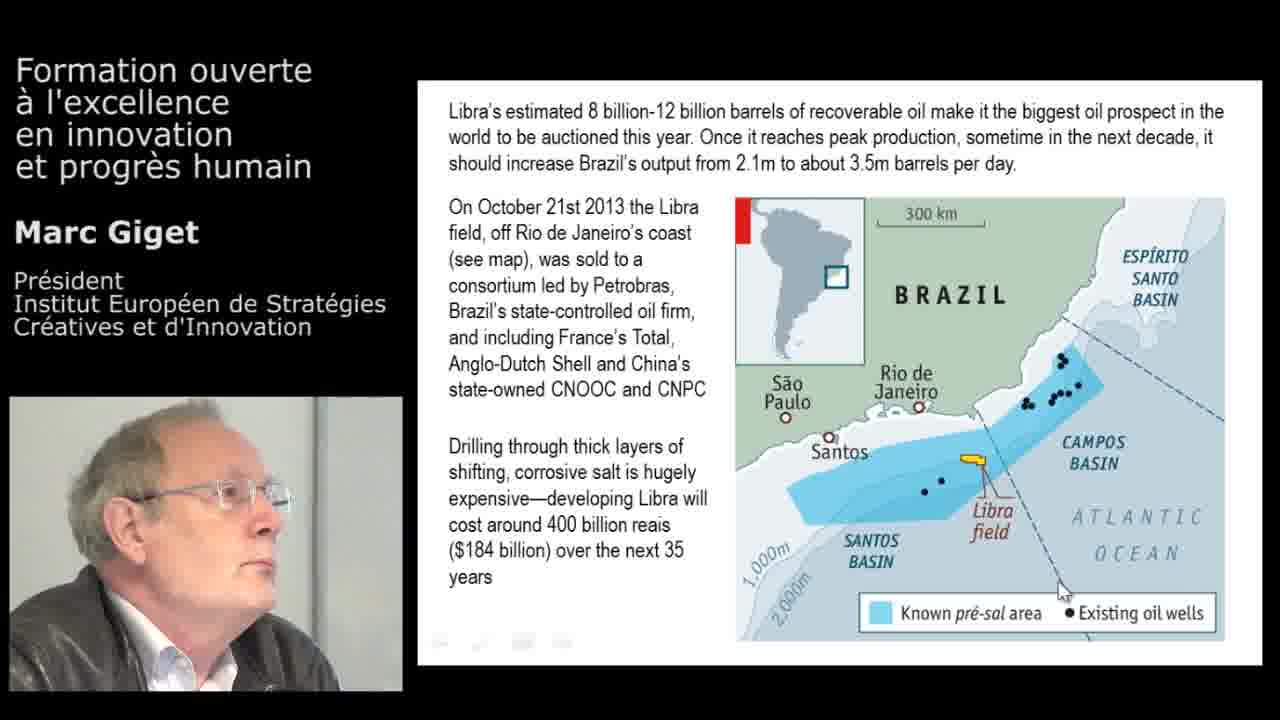 Formation ouverte
à l'excellence
en innovation
et progrès humain
Marc Giget
Président
Institut Européen de Stratégies
Créatives et d'Innovation
Libra's estimated 8 billion-12 billion barrels of recoverable oil make it the biggest oil prospect in the
world to be auctioned this year. Once it reaches peak production, sometime in the next decade, it
should increase Brazil's output from 2.1m to about 3.5m barrels per day.
On October 21st 2013 the Libra
field, off Rio de Janeiro's coast
(see map), was sold to a
consortium led by Petrobras,
Brazil's state-controlled oil firm,
and including France's Total,
Anglo-Dutch Shell and China's
state-owned CNOOC and CNPC
Drilling through thick layers of
shifting, corrosive salt is hugely
expensive—developing Libra will
cost around 400 billion reais
($184 billion) over the next 35
years
300 km
ESPÍRITO
SANTO
BASIN
BRAZIL
São
Paulo
Rio de
Janeiro
Santos
CAMPOS
BASIN
Libra
field
ATLANTIC
OCEAN
SANTOS
BASIN
1,000m
2,000m
Known pré-sal area
Existing oil wells